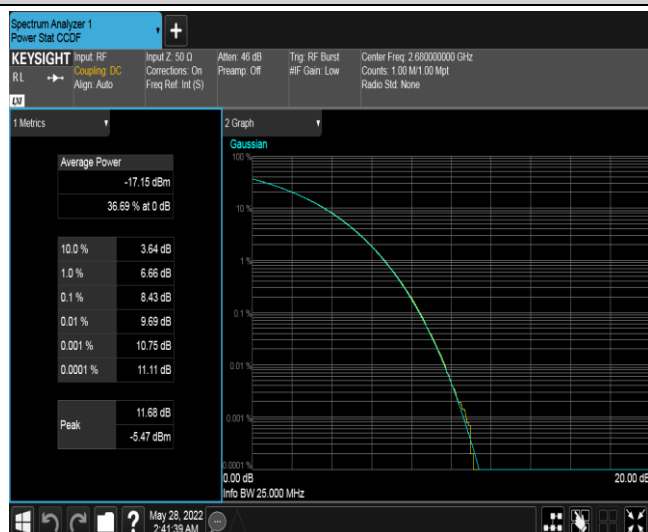 Spectrum Analyzer 1
Power Stat CCDF
+
KEYSIGHT
RL
LXI
Input: RF
Coupling: DC
Align: Auto
Input Z: 50 Ω
Corrections: On
Freq Ref: Int (S)
Atten: 46 dB
Preamp: Off
Trig: RF Burst
#IF Gain: Low
Center Freq: 2.680000000 GHz
Counts: 1.00 M/1.00 Mpt
Radio Std: None
1 Metrics
Average Power
-17.15 dBm
36.69 % at 0 dB
10.0 % 3.64 dB
1.0 % 6.66 dB
0.1 % 8.43 dB
0.01 % 9.69 dB
0.001 % 10.75 dB
0.0001 % 11.11 dB
Peak
11.68 dB
-5.47 dBm
2 Graph
Gaussian
100 %
10 %
1 %
0.1 %
0.01 %
0.001 %
0.0001 %
0.00 dB
20.00 dB
Info BW 25.000 MHz
?
May 28, 2022
2:41:39 AM